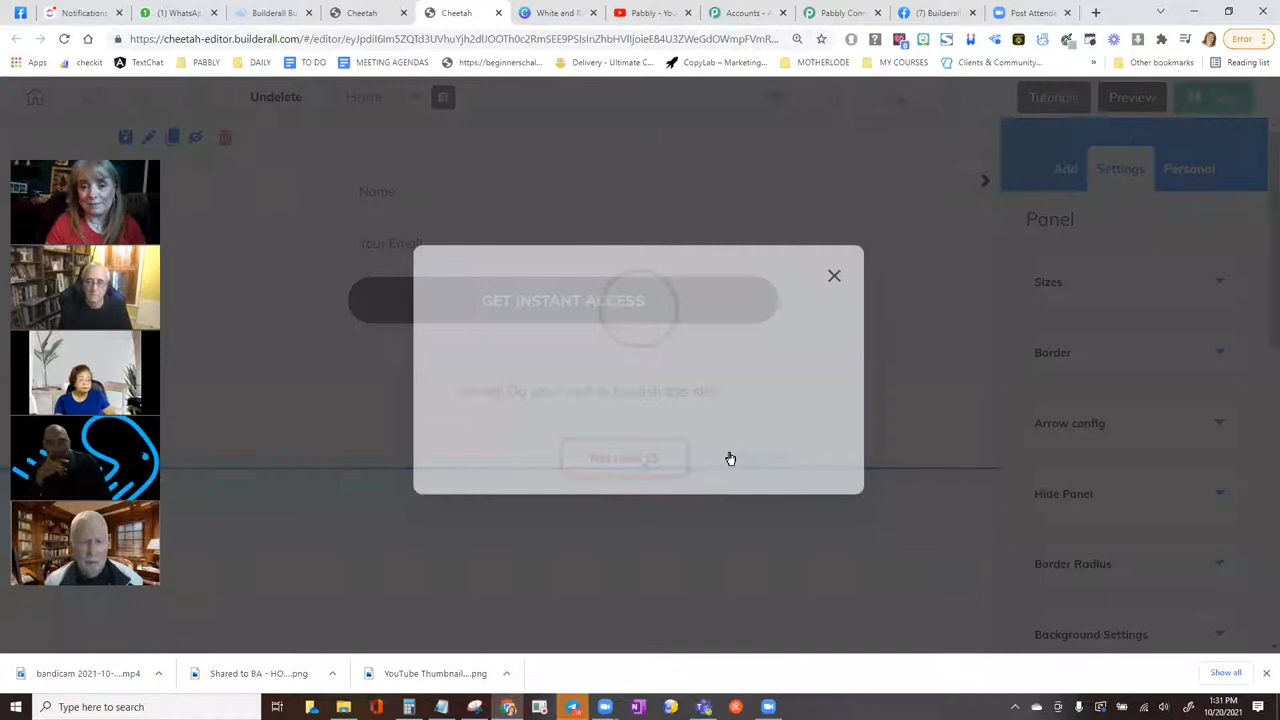 Notifications
(1) WhatsA
Builderall Bu
Cheetah
Cheetah
White and
Pabbly - You
Accounts -
Pabbly Con
(7) Builderall
Post Attend
https://cheetah-editor.builderall.com/#/editor/
Error
Apps
checkit
TextChat
PABBLY
DAILY
TO DO
MEETING AGENDAS
https://beginnerschal...
Delivery - Ultimate C...
CopyLab – Marketing...
MOTHERLODE
MY COURSES
Clients & Community...
»
Other bookmarks
Reading list
Undelete
Home
Tutorials
Preview
Add
Settings
Personal
Name
Panel
Your Email
Sizes
GET INSTANT ACCESS
Border
Arrow config
Hide Panel
Border Radius
Background Settings
bandicam 2021-10-....mp4
Shared to BA - HO....png
YouTube Thumbnail....png
Show all
Type here to search
1:31 PM
10/20/2021